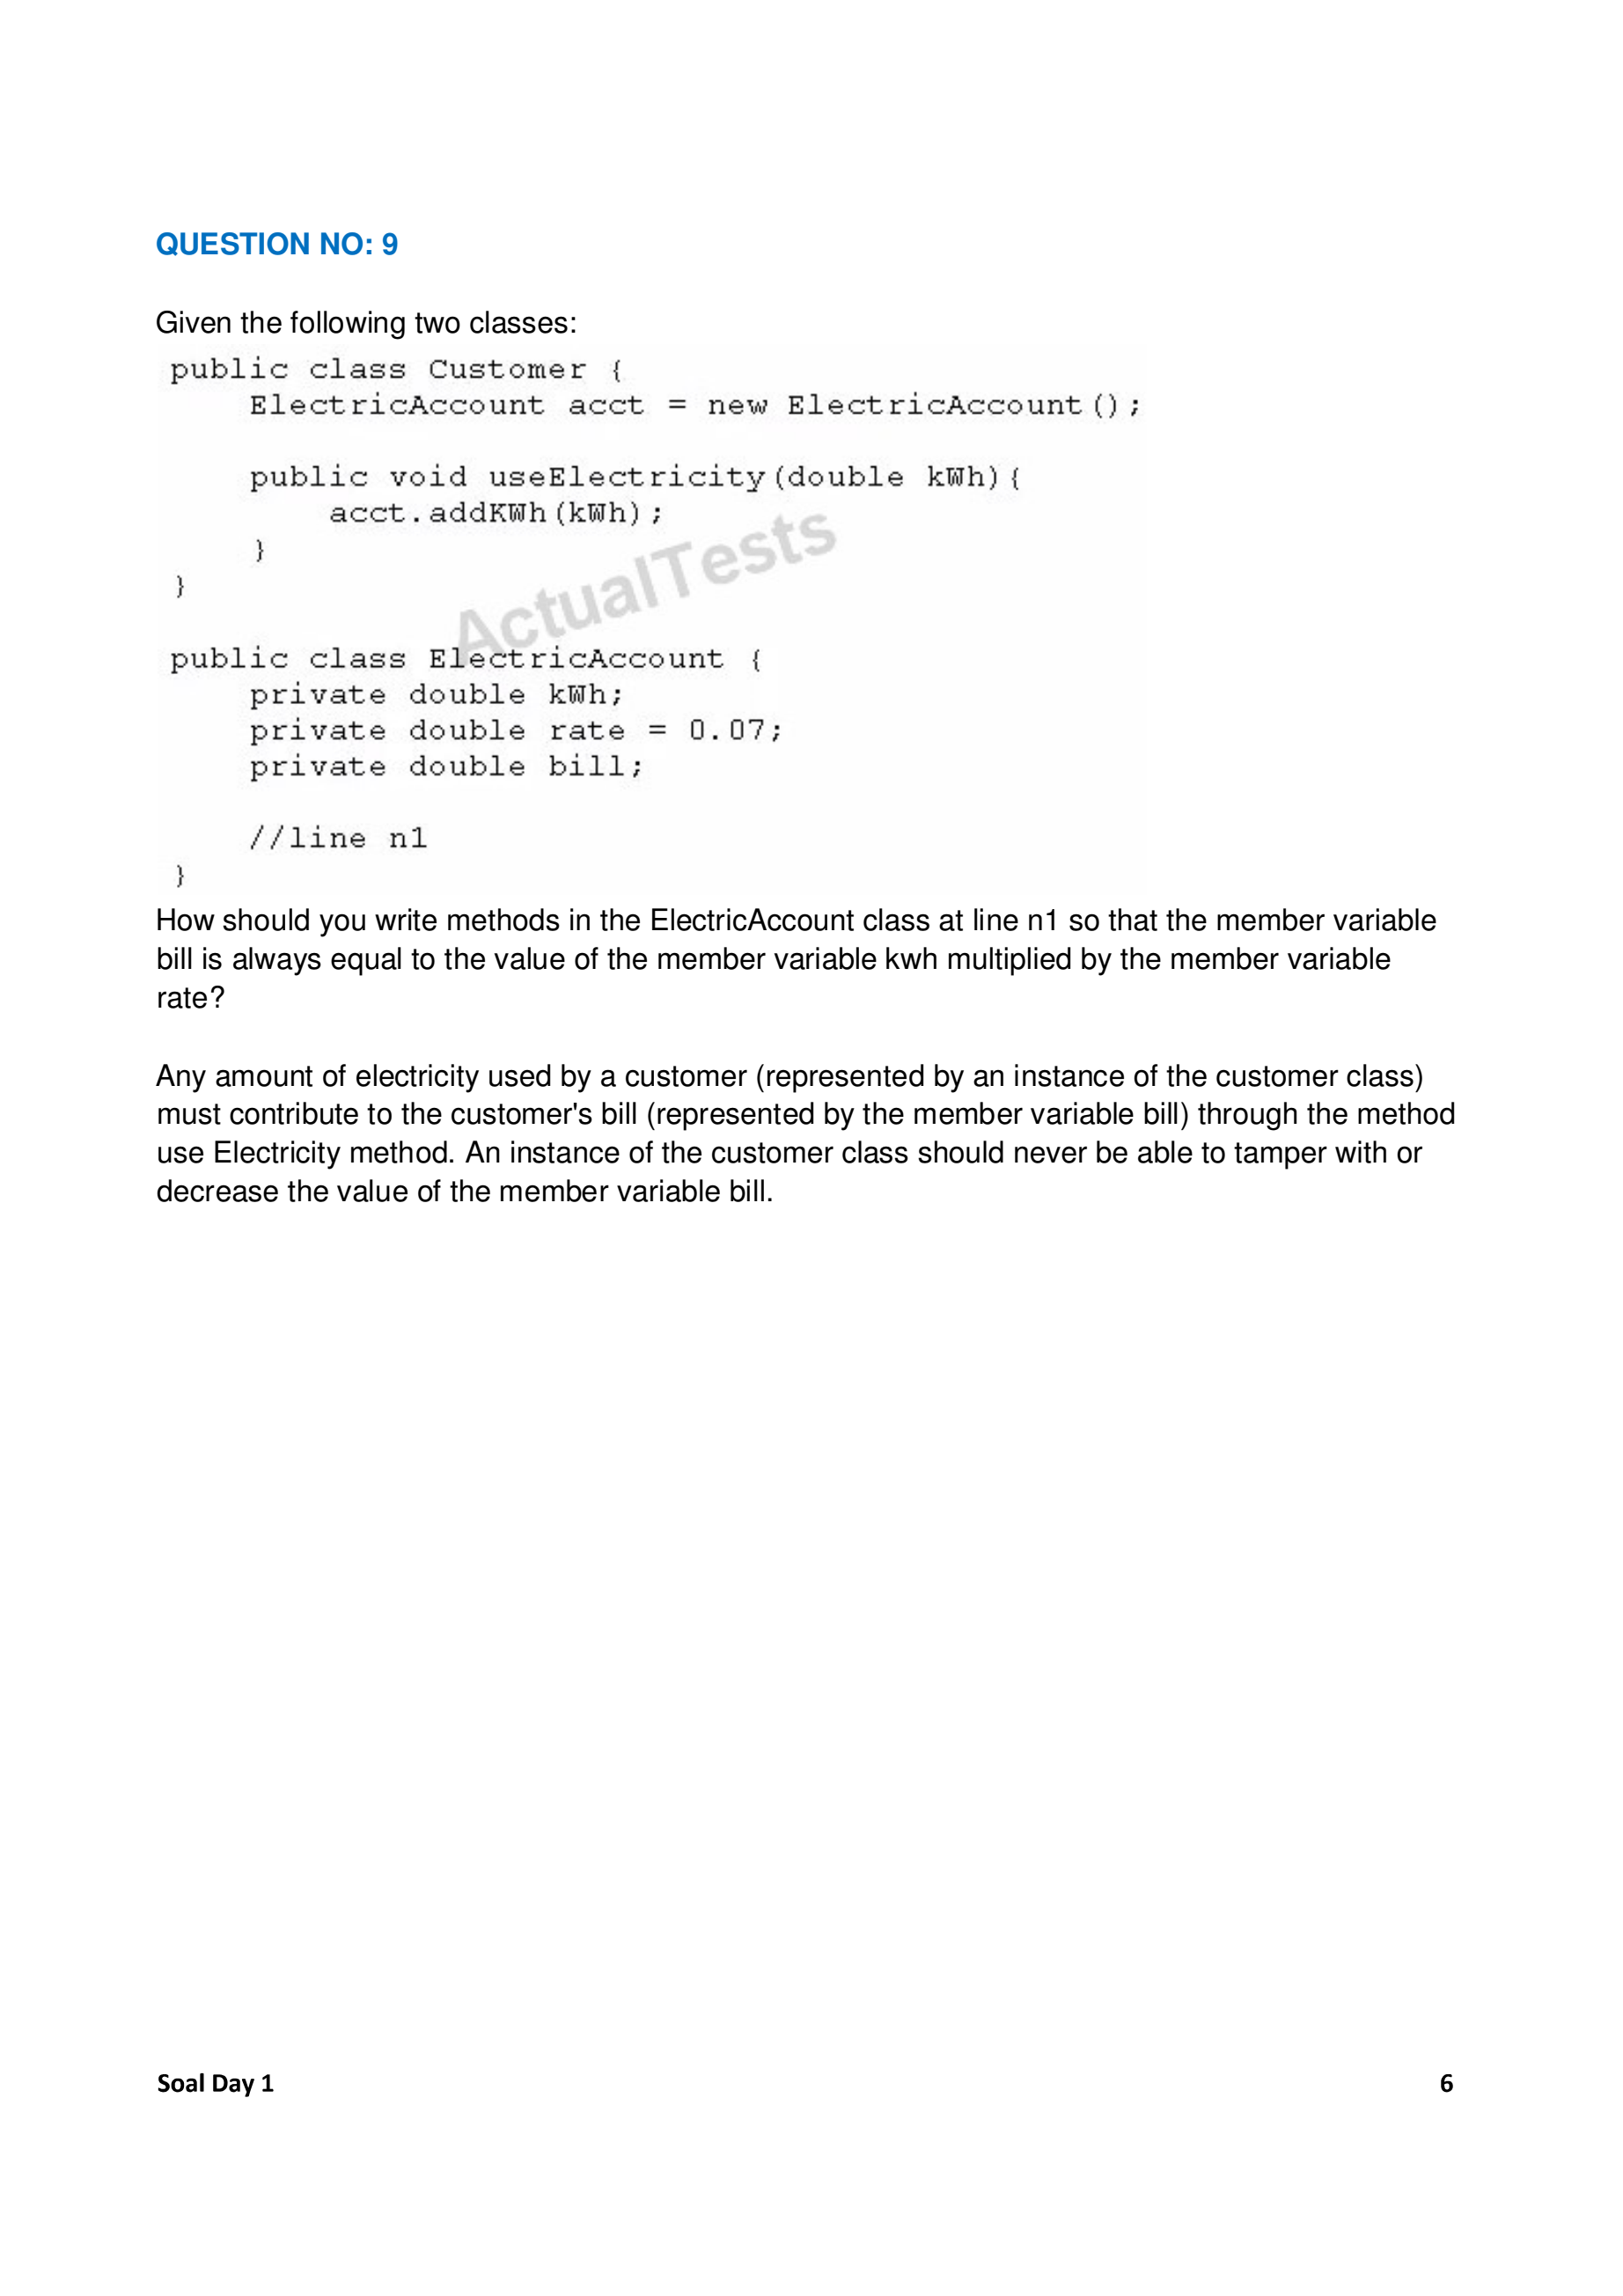 QUESTION NO: 9
Given the following two classes:
public class Customer {
ElectricAccount acct = new ElectricAccount();
public void useElectricity(double kWh){
acct.addKWh(kWh);
}
}
ActualTests
public class ElectricAccount {
private double kWh;
private double rate = 0.07;
private double bill;
//line n1
}
How should you write methods in the ElectricAccount class at line n1 so that the member variable
bill is always equal to the value of the member variable kwh multiplied by the member variable
rate?
Any amount of electricity used by a customer (represented by an instance of the customer class)
must contribute to the customer's bill (represented by the member variable bill) through the method
use Electricity method. An instance of the customer class should never be able to tamper with or
decrease the value of the member variable bill.
Soal Day 1 6